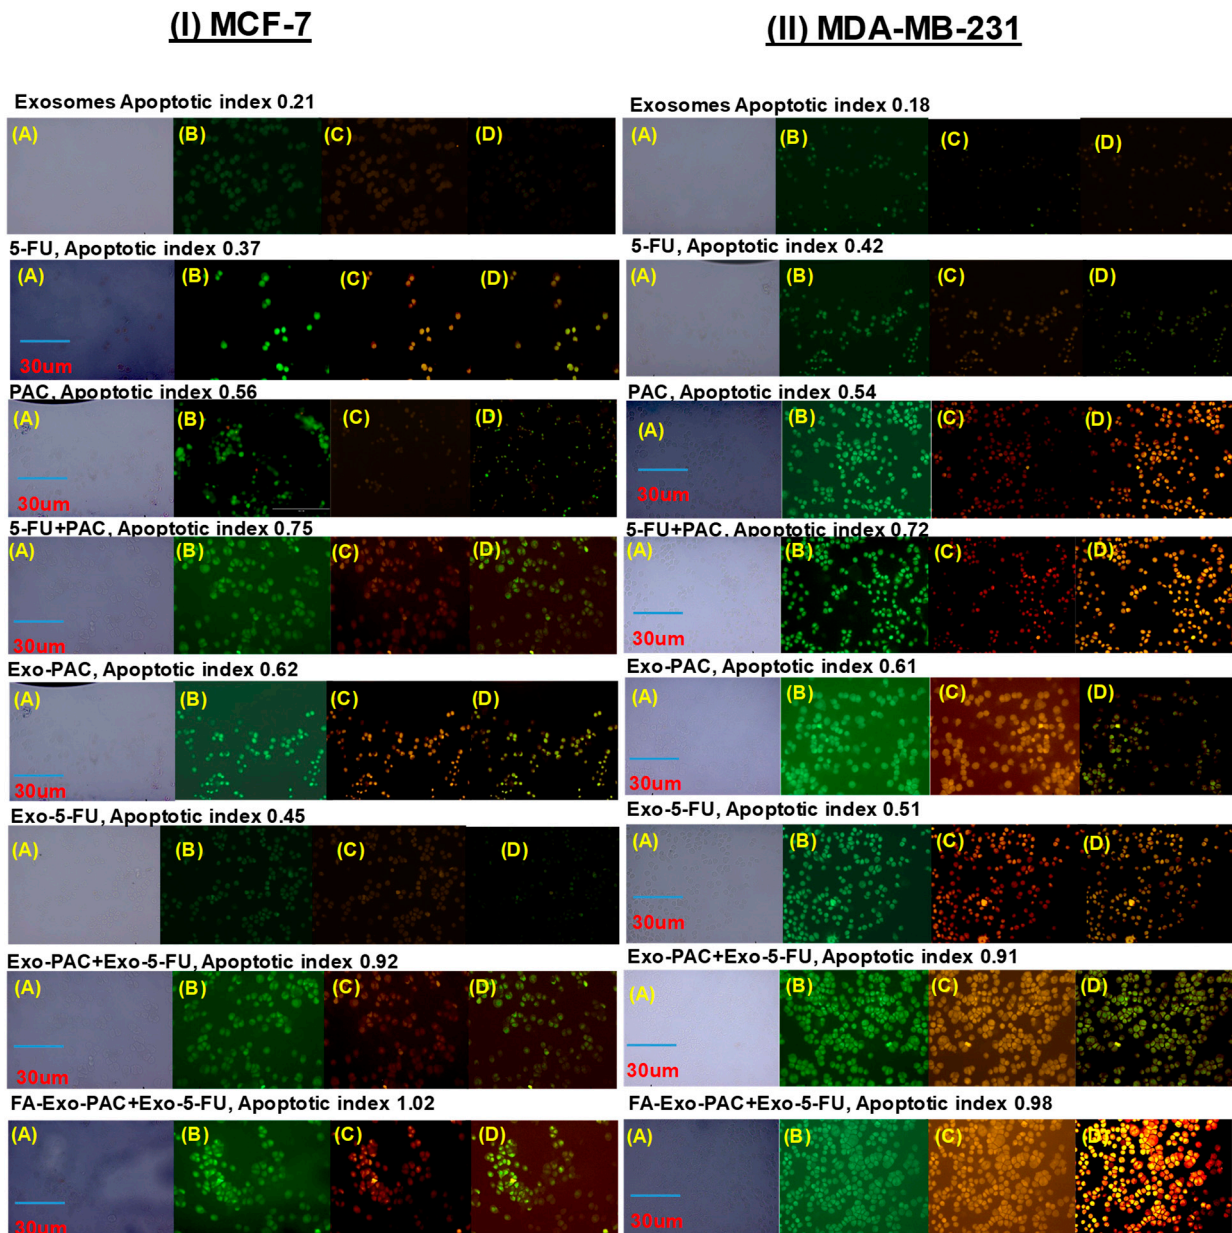 (I) MCF-7
Exosomes Apoptotic index 0.21
(A) (B) (C) (D)
5-FU, Apoptotic index 0.37
(A) (B) (C) (D)
30um
PAC, Apoptotic index 0.56
(A) (B) (C) (D)
30um
5-FU+PAC, Apoptotic index 0.75
(A) (B) (C) (D)
30um
Exo-PAC, Apoptotic index 0.62
(A) (B) (C) (D)
30um
Exo-5-FU, Apoptotic index 0.45
(A) (B) (C) (D)
Exo-PAC+Exo-5-FU, Apoptotic index 0.92
(A) (B) (C) (D)
30um
FA-Exo-PAC+Exo-5-FU, Apoptotic index 1.02
(A) (B) (C) (D)
30um
(II) MDA-MB-231
Exosomes Apoptotic index 0.18
(A) (B) (C) (D)
5-FU, Apoptotic index 0.42
(A) (B) (C) (D)
PAC, Apoptotic index 0.54
(A) (B) (C) (D)
30um
5-FU+PAC, Apoptotic index 0.72
(A) (B) (C) (D)
30um
Exo-PAC, Apoptotic index 0.61
(A) (B) (C) (D)
30um
Exo-5-FU, Apoptotic index 0.51
(A) (B) (C) (D)
30um
Exo-PAC+Exo-5-FU, Apoptotic index 0.91
(A) (B) (C) (D)
30um
FA-Exo-PAC+Exo-5-FU, Apoptotic index 0.98
(A) (B) (C) (D)
30um